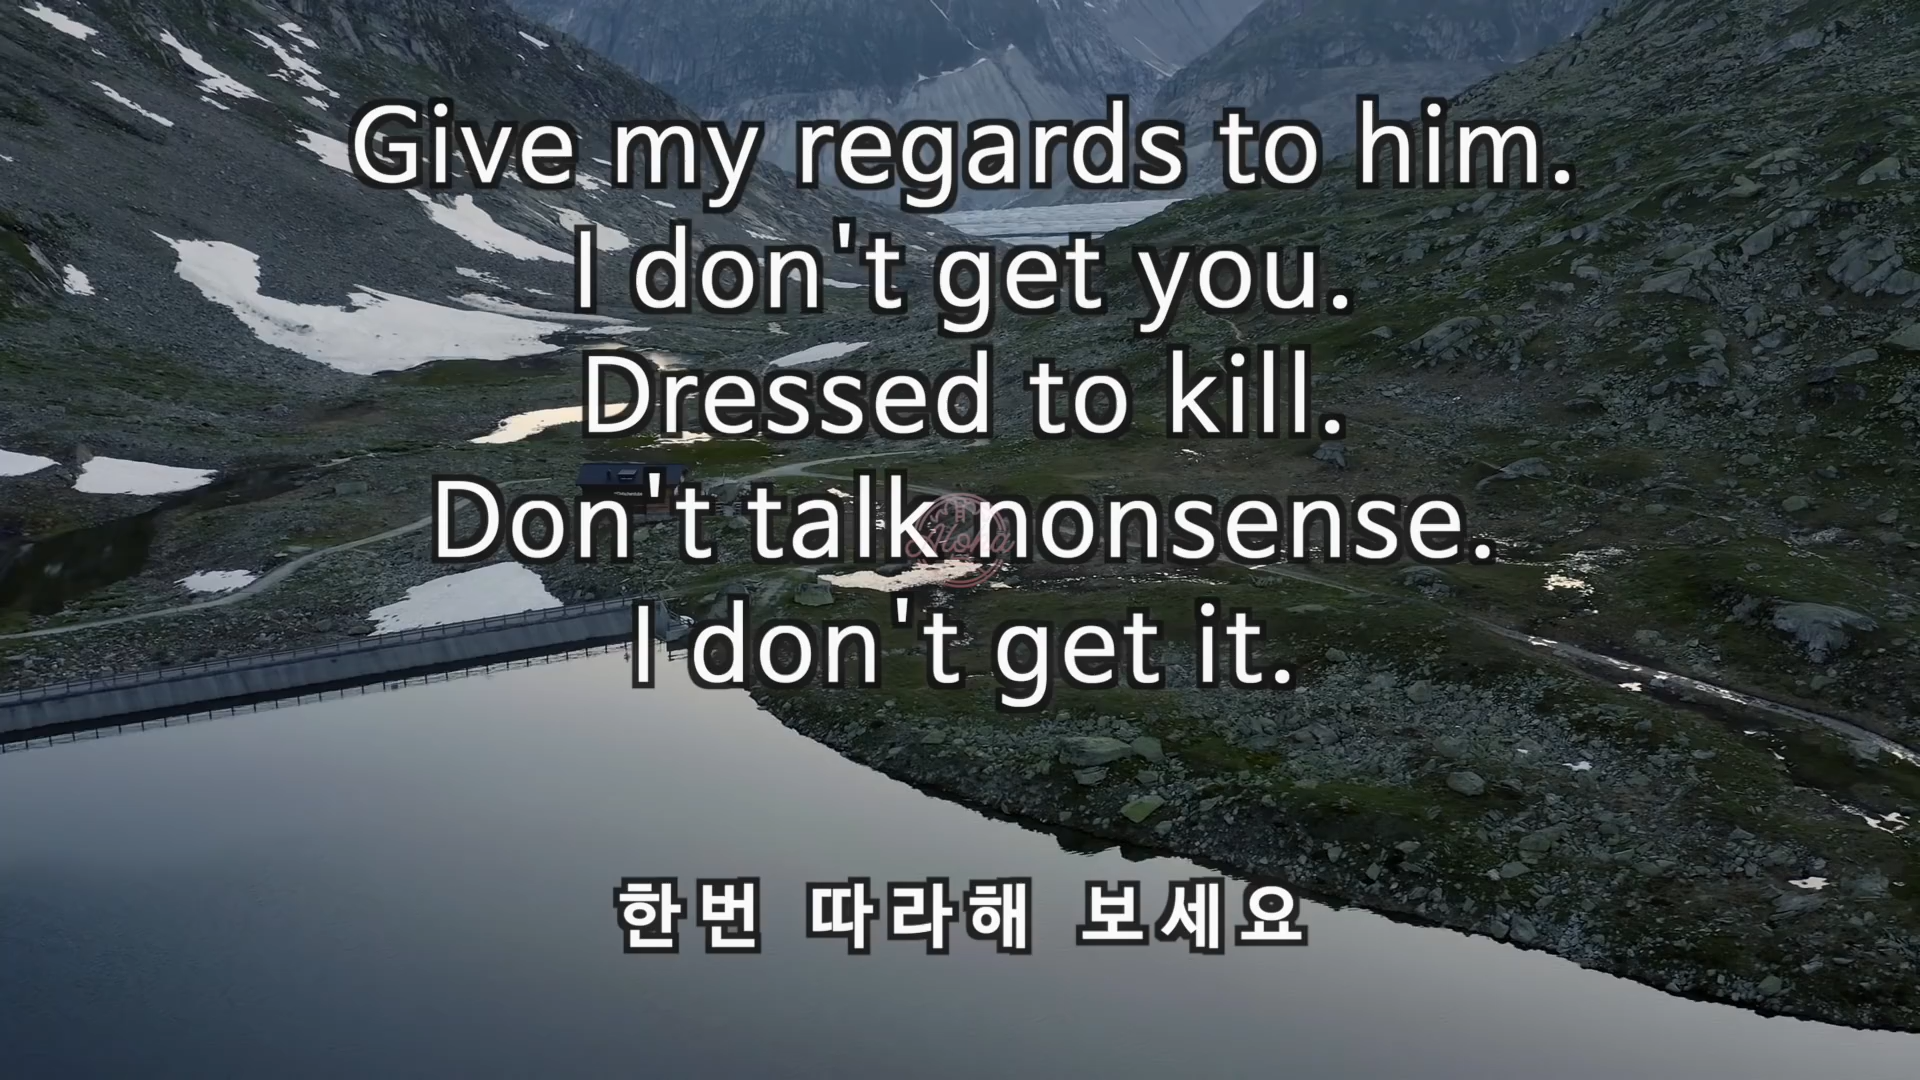 Give my regards to him.
I don't get you.
Dressed to kill.
Don't talk nonsense.
I don't get it.
Aloha
한번 따라해 보세요